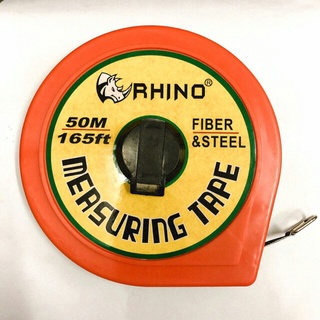 RHINO®
50M
165ft
FIBER
&STEEL
MEASURING TAPE